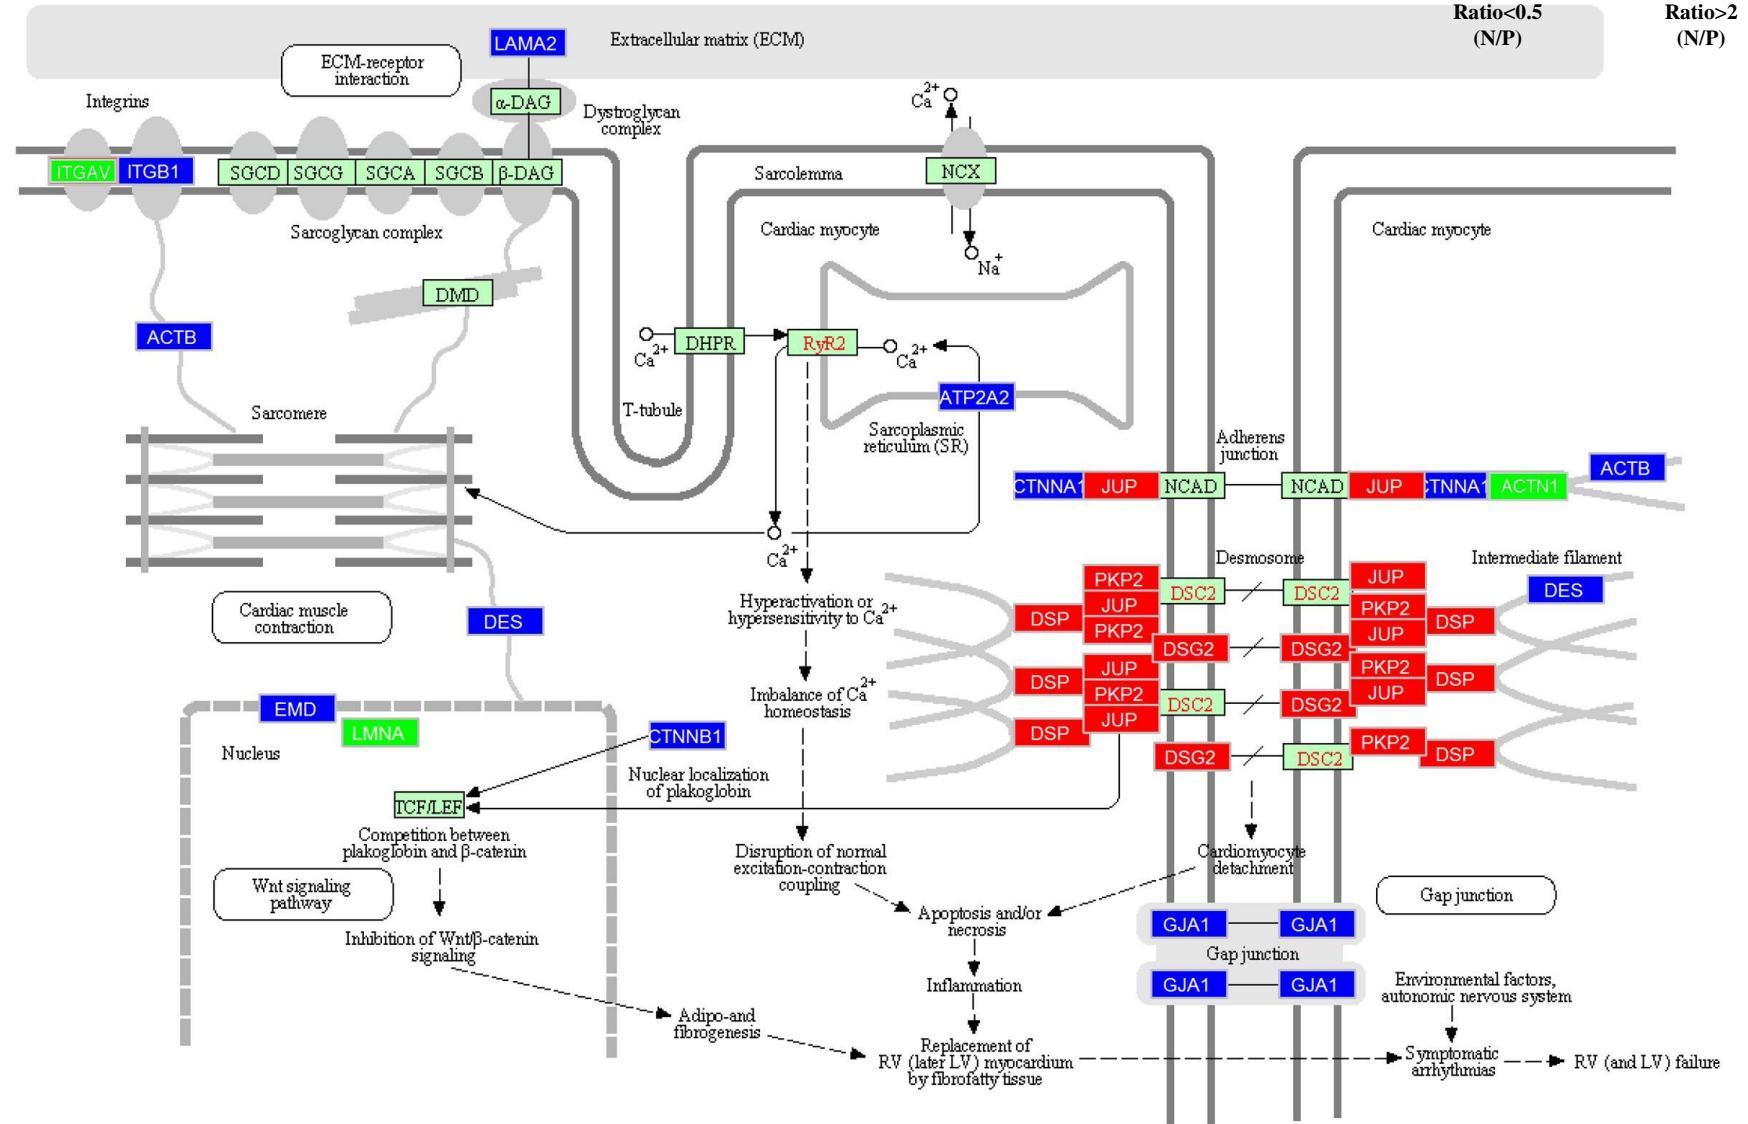 Ratio<0.5
(N/P)
Ratio>2
(N/P)
LAMA2
Extracellular matrix (ECM)
ECM-receptor
interaction
Integrins
α-DAG
Dystroglycan
complex
Ca2+
ITGAV
ITGB1
SGCD
SGCG
SGCA
SGCB
β-DAG
Sarcolemma
NCX
Sarcoglycan complex
Cardiac myocyte
Cardiac myocyte
Na+
DMD
ACTB
DHPR
RyR2
Ca2+
Ca2+
ATP2A2
T-tubule
Sarcomere
Sarcoplasmic
reticulum (SR)
Adherens
junction
ACTB
CTNNA1
JUP
NCAD
NCAD
JUP
CTNNA1
ACTN1
Ca2+
Desmosome
Intermediate filament
PKP2
DSC2
DSC2
JUP
DES
Hyperactivation or
hypersensitivity to Ca2+
JUP
PKP2
DSP
DSP
PKP2
JUP
Cardiac muscle
contraction
DES
DSG2
DSG2
JUP
PKP2
DSP
DSP
Imbalance of Ca2+
homeostasis
PKP2
JUP
DSC2
DSG2
EMD
JUP
LMNA
DSP
CTNNB1
PKP2
Nucleus
DSG2
DSC2
DSP
Nuclear localization
of plakoglobin
TCF/LEF
Competition between
plakoglobin and β-catenin
Disruption of normal
excitation-contraction
coupling
Cardiomyocyte
detachment
Wnt signaling
pathway
Gap junction
Apoptosis and/or
necrosis
GJA1
GJA1
Inhibition of Wnt/β-catenin
signaling
Gap junction
Inflammation
GJA1
GJA1
Environmental factors,
autonomic nervous system
Adipo-and
fibrogenesis
Replacement of
RV (later LV) myocardium
by fibrofatty tissue
Symptomatic
arrhythmias
RV (and LV) failure